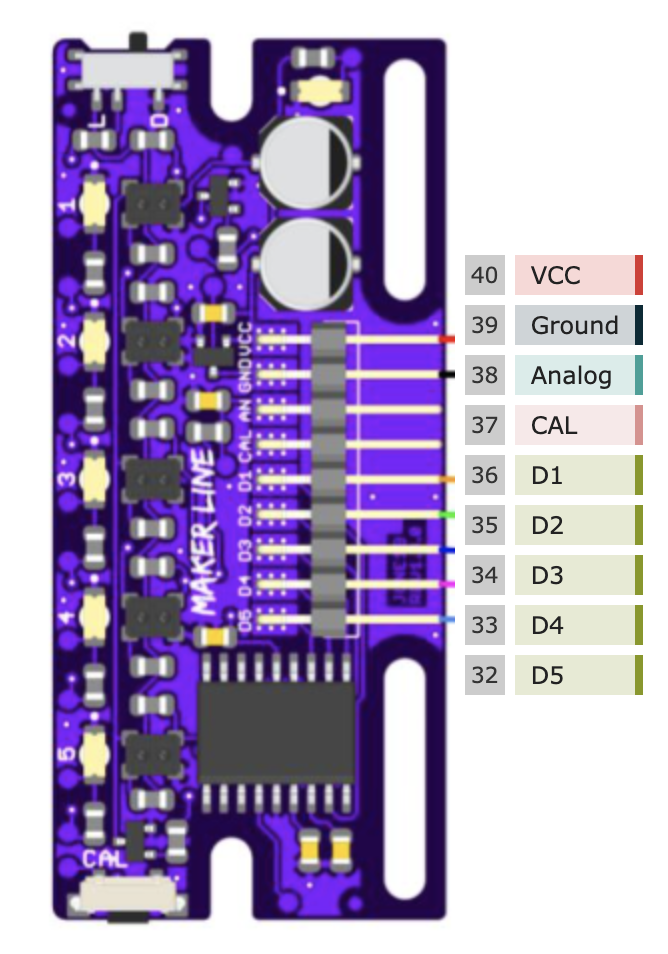 L D
1
2
3
4
5
VCC
GND
AN
CAL
D1
D2
D3
D4
D5
MAKER LINE
CAL
40 VCC
39 Ground
38 Analog
37 CAL
36 D1
35 D2
34 D3
33 D4
32 D5